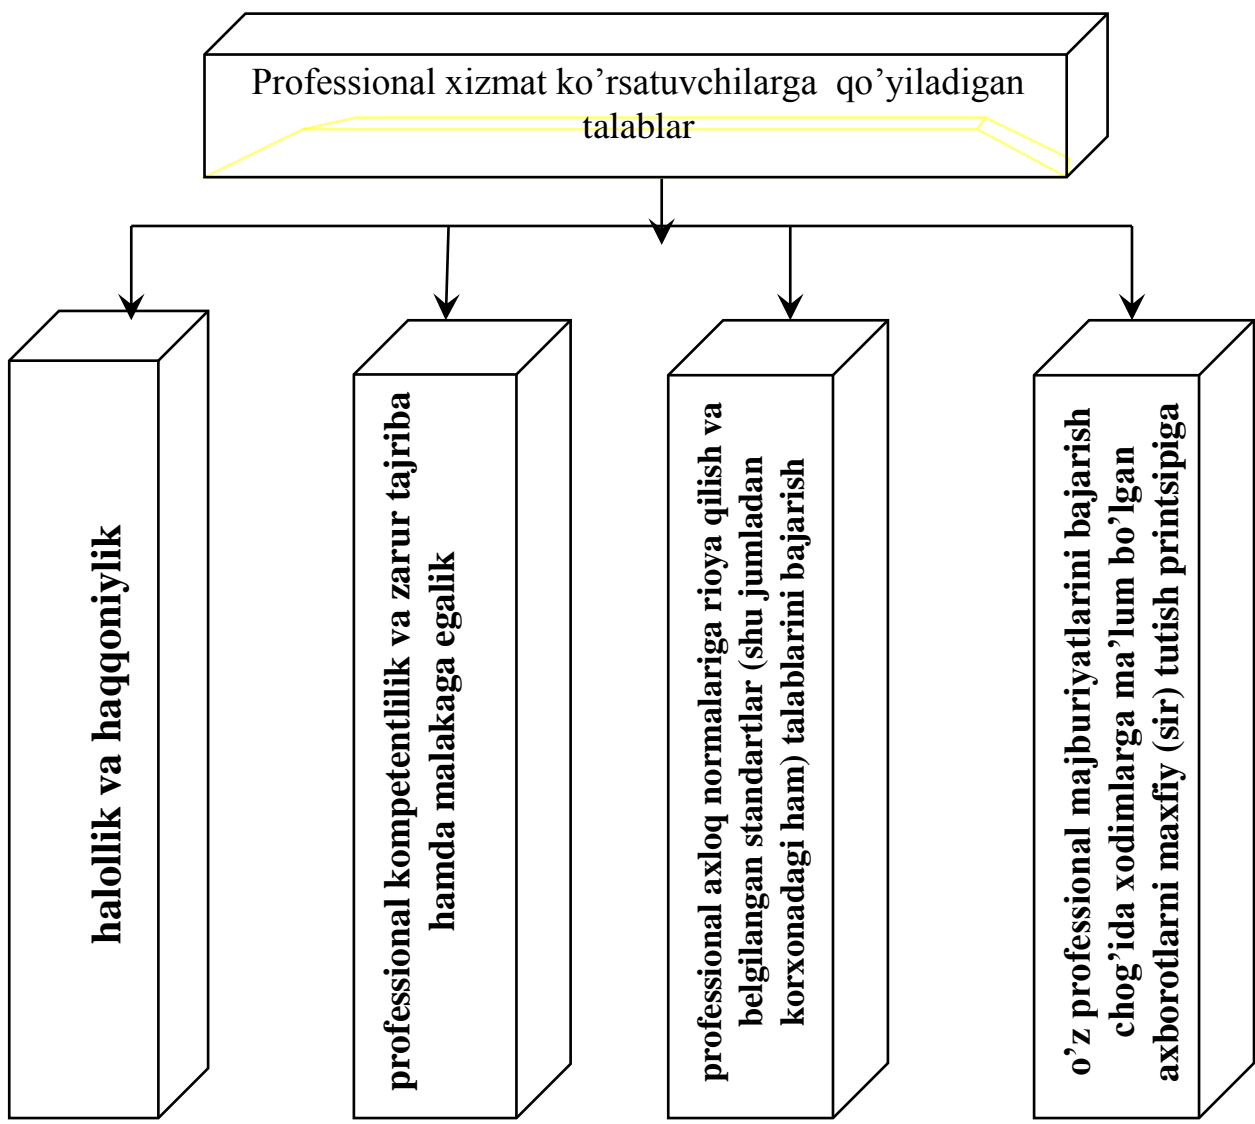 Professional xizmat ko’rsatuvchilarga qo’yiladigan
talablar
halollik va haqqoniylik
professional kompetentlilik va zarur tajriba
hamda malakaga egalik
professional axloq normalariga rioya qilish va
belgilangan standartlar (shu jumladan
korxonadagi ham) talablarini bajarish
o’z professional majburiyatlarini bajarish
chog’ida xodimlarga ma’lum bo’lgan
axborotlarni maxfiy (sir) tutish printsipiga